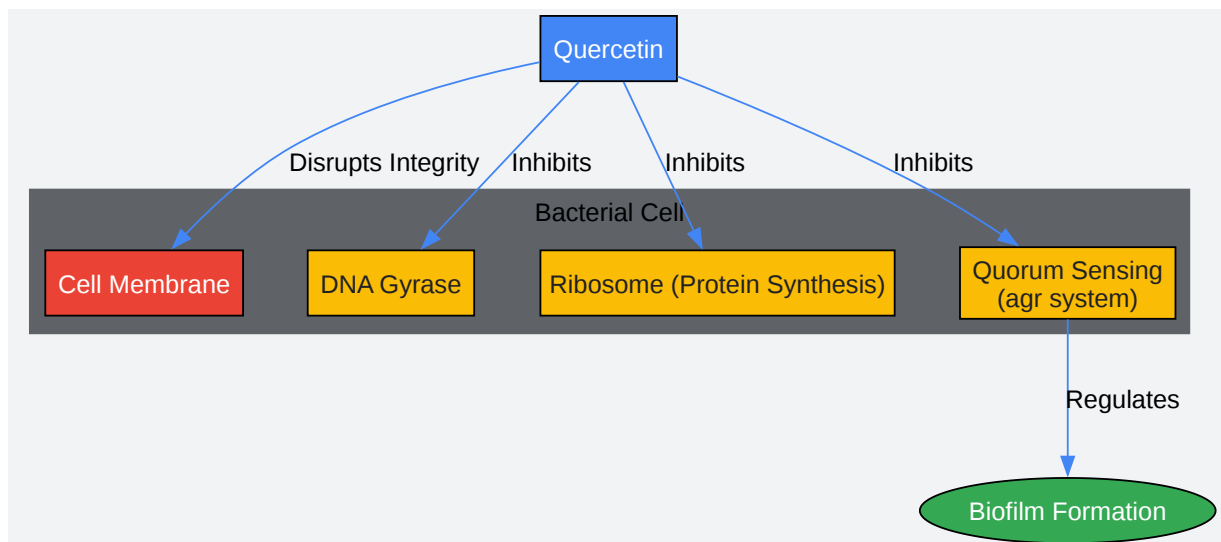 Quercetin
Disrupts Integrity
Inhibits
Inhibits
Inhibits
Bacterial Cell
Cell Membrane
DNA Gyrase
Ribosome (Protein Synthesis)
Quorum Sensing
(agr system)
Regulates
Biofilm Formation